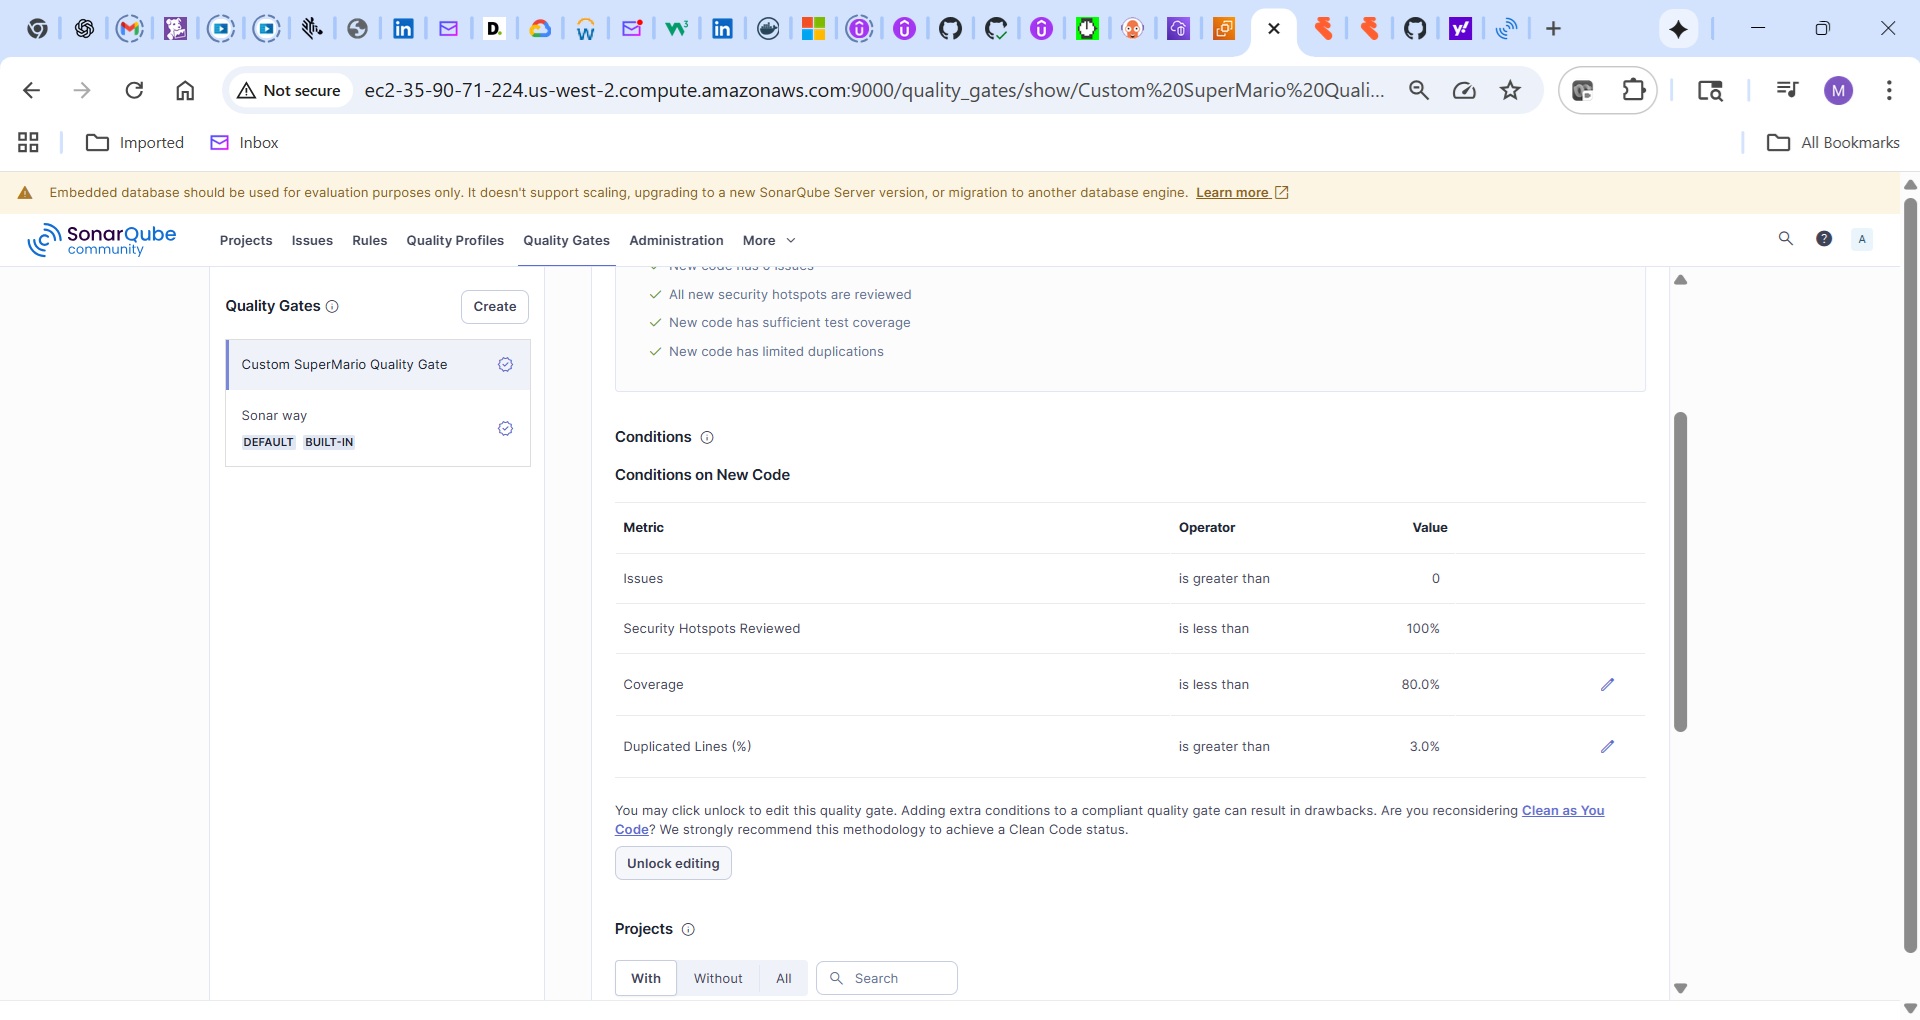 Not secure
ec2-35-90-71-224.us-west-2.compute.amazonaws.com:9000/quality_gates/show/Custom%20SuperMario%20Quali...
M
Imported
Inbox
All Bookmarks
Embedded database should be used for evaluation purposes only. It doesn't support scaling, upgrading to a new SonarQube Server version, or migration to another database engine. Learn more
SonarQube
community
Projects
Issues
Rules
Quality Profiles
Quality Gates
Administration
More
A
Quality Gates
Create
Custom SuperMario Quality Gate
Sonar way
DEFAULT BUILT-IN
All new security hotspots are reviewed
New code has sufficient test coverage
New code has limited duplications
Conditions
Conditions on New Code
Metric Operator Value
Issues is greater than 0
Security Hotspots Reviewed is less than 100%
Coverage is less than 80.0%
Duplicated Lines (%) is greater than 3.0%
You may click unlock to edit this quality gate. Adding extra conditions to a compliant quality gate can result in drawbacks. Are you reconsidering Clean as You
Code? We strongly recommend this methodology to achieve a Clean Code status.
Unlock editing
Projects
With Without All Search